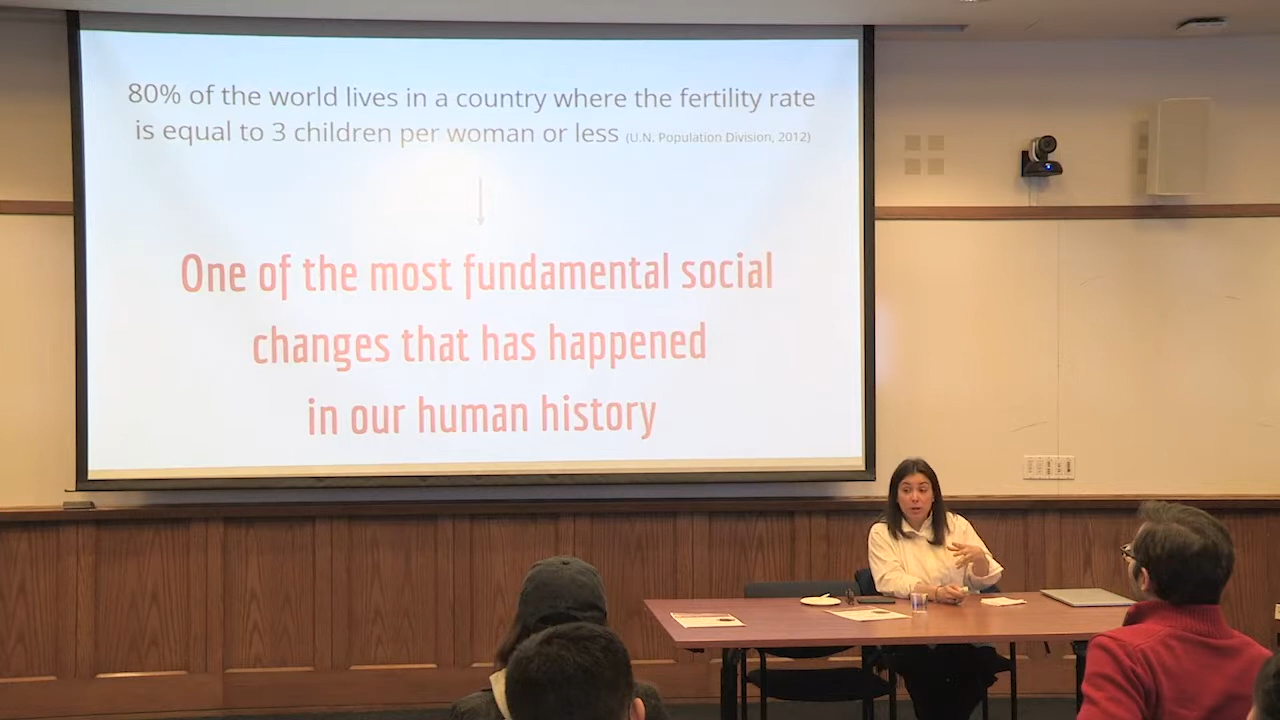 80% of the world lives in a country where the fertility rate
is equal to 3 children per woman or less (U.N. Population Division, 2012)
One of the most fundamental social
changes that has happened
in our human history